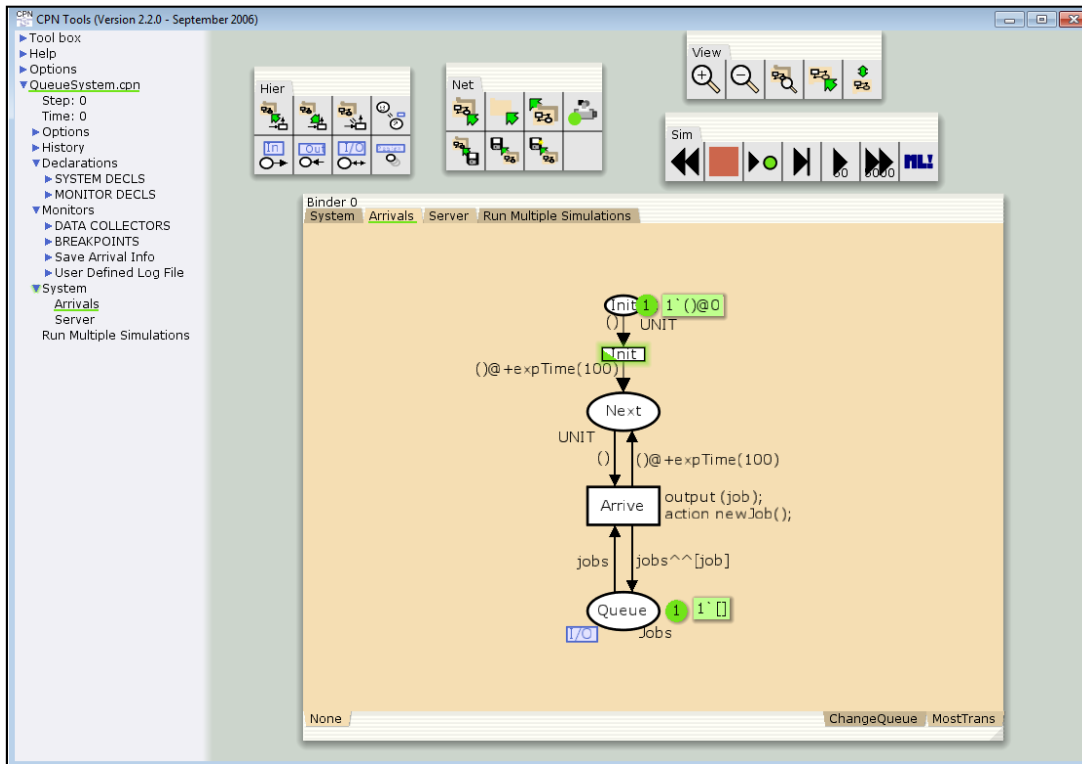 CPN Tools (Version 2.2.0 - September 2006)
Tool box
Help
Options
QueueSystem.cpn
Step: 0
Time: 0
Options
History
Declarations
SYSTEM DECLS
MONITOR DECLS
Monitors
DATA COLLECTORS
BREAKPOINTS
Save Arrival Info
User Defined Log File
System
Arrivals
Server
Run Multiple Simulations
Hier
In
Out
I/O
Net
View
Sim
50
ML!
Binder 0
System Arrivals Server Run Multiple Simulations
Init 1 1`()@0
() UNIT
Init
()@+expTime(100)
Next
UNIT
() ()@+expTime(100)
Arrive
output (job);
action newJob();
jobs jobs^^[job]
Queue 1 1`[]
I/O Jobs
None ChangeQueue MostTrans